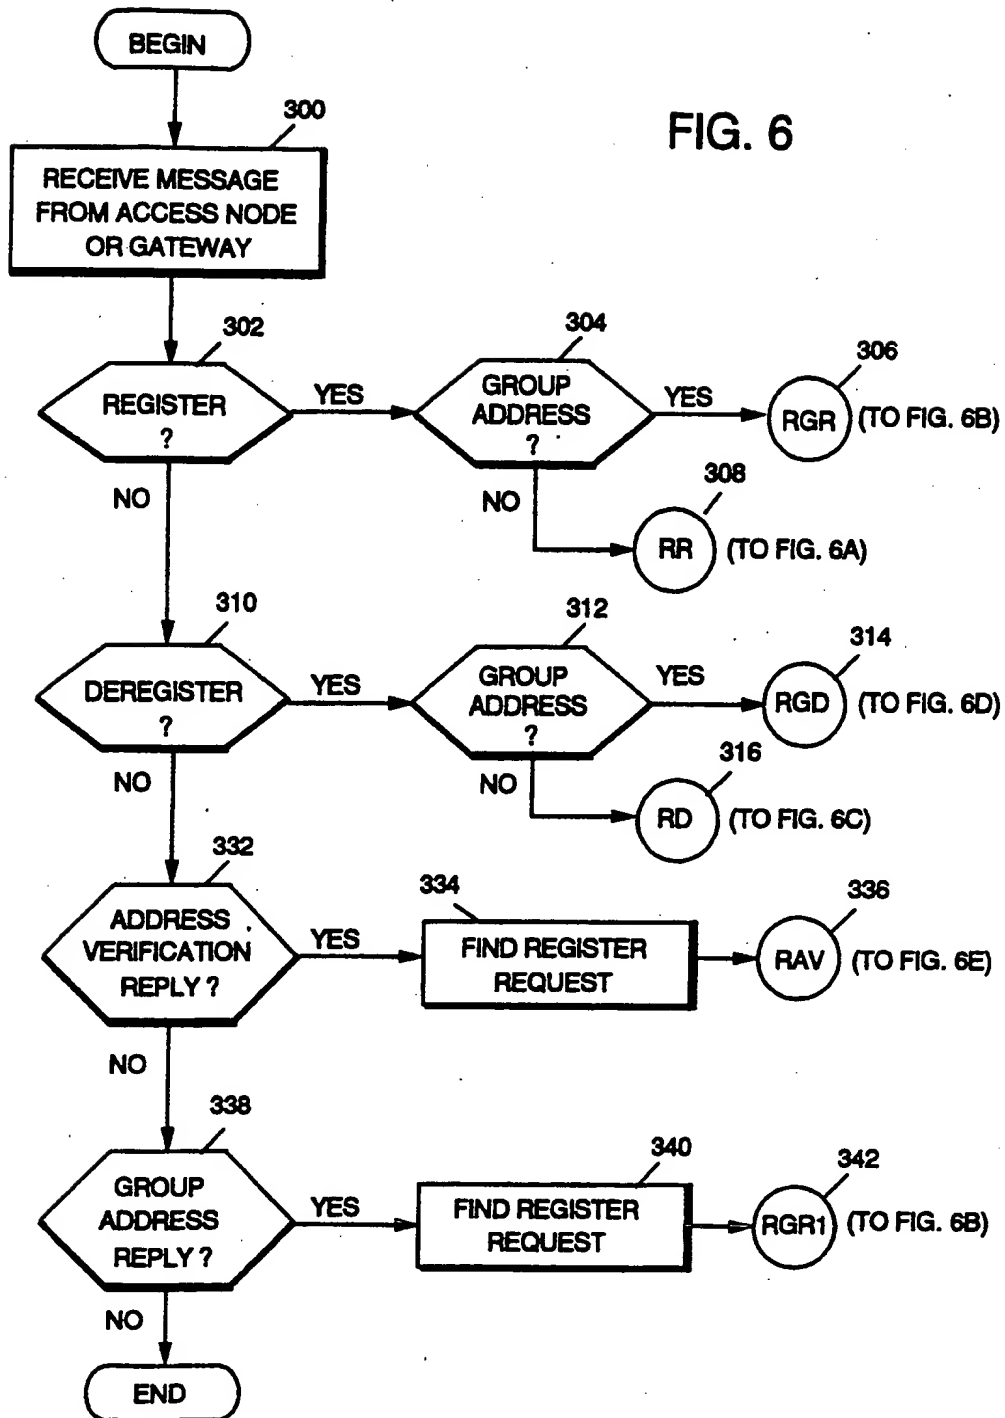 BEGIN
300
FIG. 6
RECEIVE MESSAGE
FROM ACCESS NODE
OR GATEWAY
302
304
306
REGISTER
?
YES
GROUP
ADDRESS
?
YES
RGR
(TO FIG. 6B)
NO
NO
308
RR
(TO FIG. 6A)
310
312
314
DEREGISTER
?
YES
GROUP
ADDRESS
?
YES
RGD
(TO FIG. 6D)
NO
NO
316
RD
(TO FIG. 6C)
332
334
336
ADDRESS
VERIFICATION
REPLY ?
YES
FIND REGISTER
REQUEST
RAV
(TO FIG. 6E)
NO
338
340
342
GROUP
ADDRESS
REPLY ?
YES
FIND REGISTER
REQUEST
RGR1
(TO FIG. 6B)
NO
END